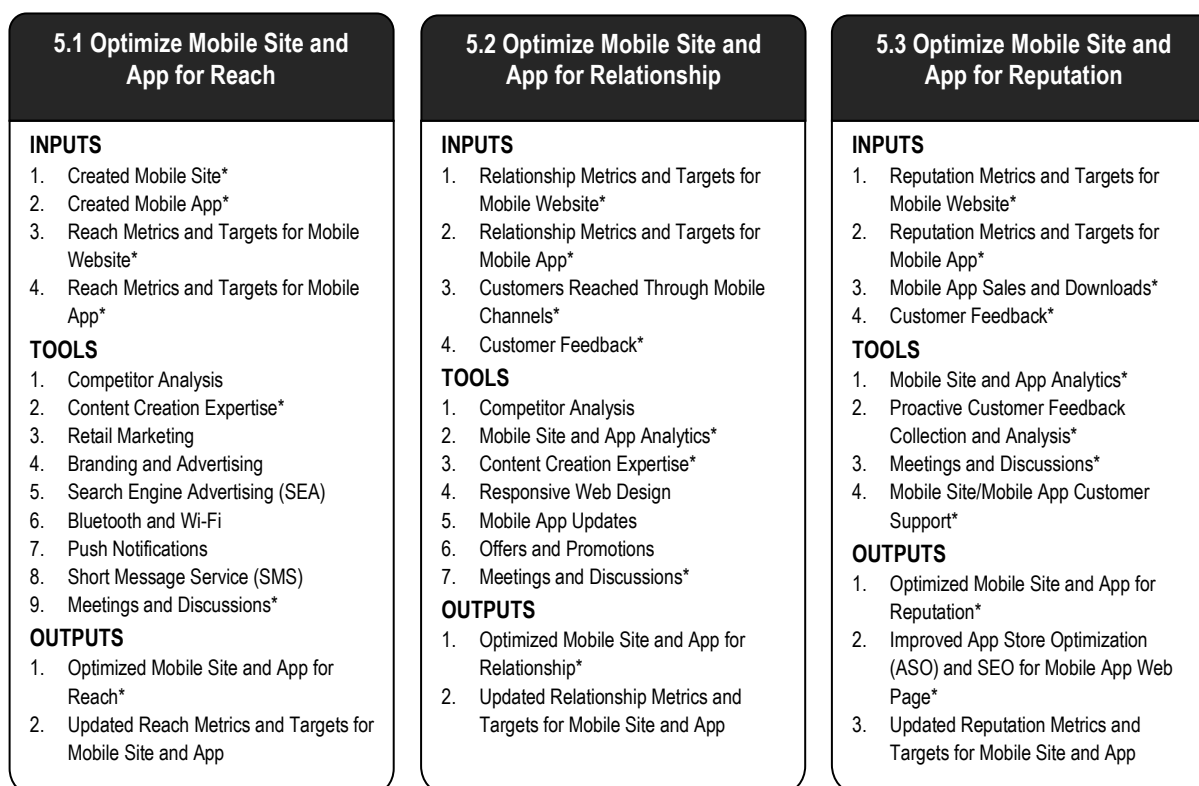 5.1 Optimize Mobile Site and
App for Reach
INPUTS
1. Created Mobile Site*
2. Created Mobile App*
3. Reach Metrics and Targets for Mobile
Website*
4. Reach Metrics and Targets for Mobile
App*
TOOLS
1. Competitor Analysis
2. Content Creation Expertise*
3. Retail Marketing
4. Branding and Advertising
5. Search Engine Advertising (SEA)
6. Bluetooth and Wi-Fi
7. Push Notifications
8. Short Message Service (SMS)
9. Meetings and Discussions*
OUTPUTS
1. Optimized Mobile Site and App for
Reach*
2. Updated Reach Metrics and Targets for
Mobile Site and App
5.2 Optimize Mobile Site and
App for Relationship
INPUTS
1. Relationship Metrics and Targets for
Mobile Website*
2. Relationship Metrics and Targets for
Mobile App*
3. Customers Reached Through Mobile
Channels*
4. Customer Feedback*
TOOLS
1. Competitor Analysis
2. Mobile Site and App Analytics*
3. Content Creation Expertise*
4. Responsive Web Design
5. Mobile App Updates
6. Offers and Promotions
7. Meetings and Discussions*
OUTPUTS
1. Optimized Mobile Site and App for
Relationship*
2. Updated Relationship Metrics and
Targets for Mobile Site and App
5.3 Optimize Mobile Site and
App for Reputation
INPUTS
1. Reputation Metrics and Targets for
Mobile Website*
2. Reputation Metrics and Targets for
Mobile App*
3. Mobile App Sales and Downloads*
4. Customer Feedback*
TOOLS
1. Mobile Site and App Analytics*
2. Proactive Customer Feedback
Collection and Analysis*
3. Meetings and Discussions*
4. Mobile Site/Mobile App Customer
Support*
OUTPUTS
1. Optimized Mobile Site and App for
Reputation*
2. Improved App Store Optimization
(ASO) and SEO for Mobile App Web
Page*
3. Updated Reputation Metrics and
Targets for Mobile Site and App